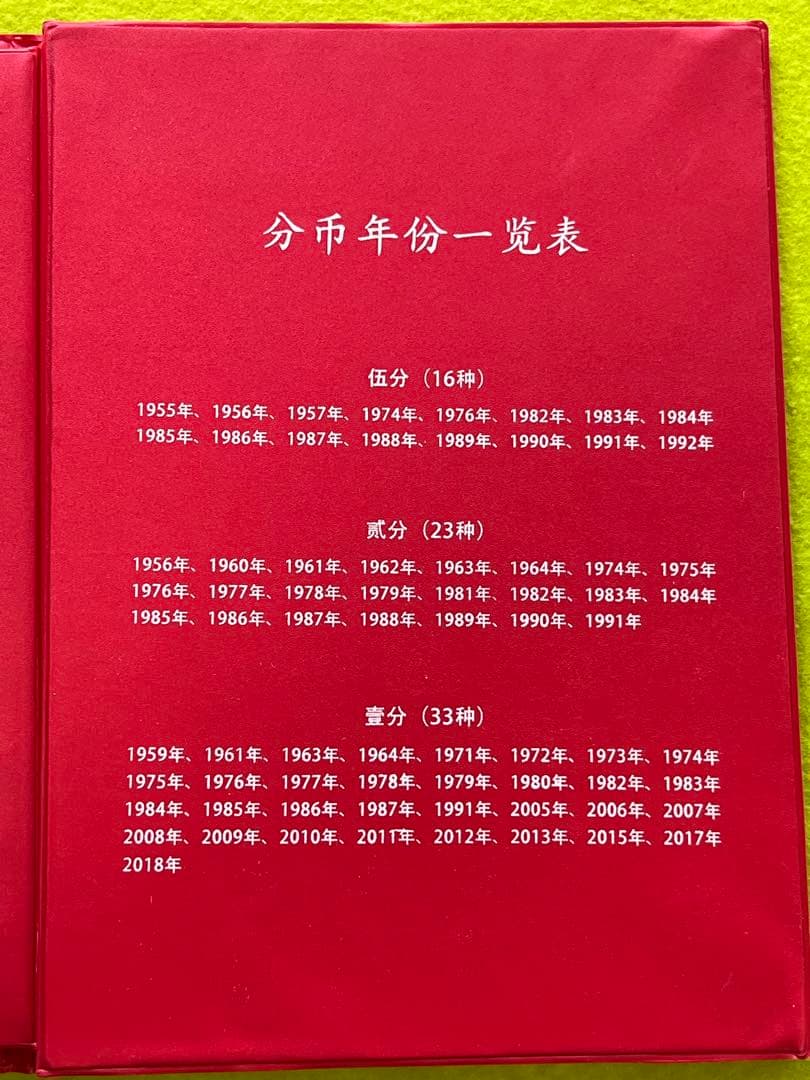 分币年份一览表
伍分（16种）
1955年、1956年、1957年、1974年、1976年、1982年、1983年、1984年
1985年、1986年、1987年、1988年、1989年、1990年、1991年、1992年
贰分（23种）
1956年、1960年、1961年、1962年、1963年、1964年、1974年、1975年
1976年、1977年、1978年、1979年、1981年、1982年、1983年、1984年
1985年、1986年、1987年、1988年、1989年、1990年、1991年
壹分（33种）
1959年、1961年、1963年、1964年、1971年、1972年、1973年、1974年
1975年、1976年、1977年、1978年、1979年、1980年、1982年、1983年
1984年、1985年、1986年、1987年、1991年、2005年、2006年、2007年
2008年、2009年、2010年、2011年、2012年、2013年、2015年、2017年
2018年